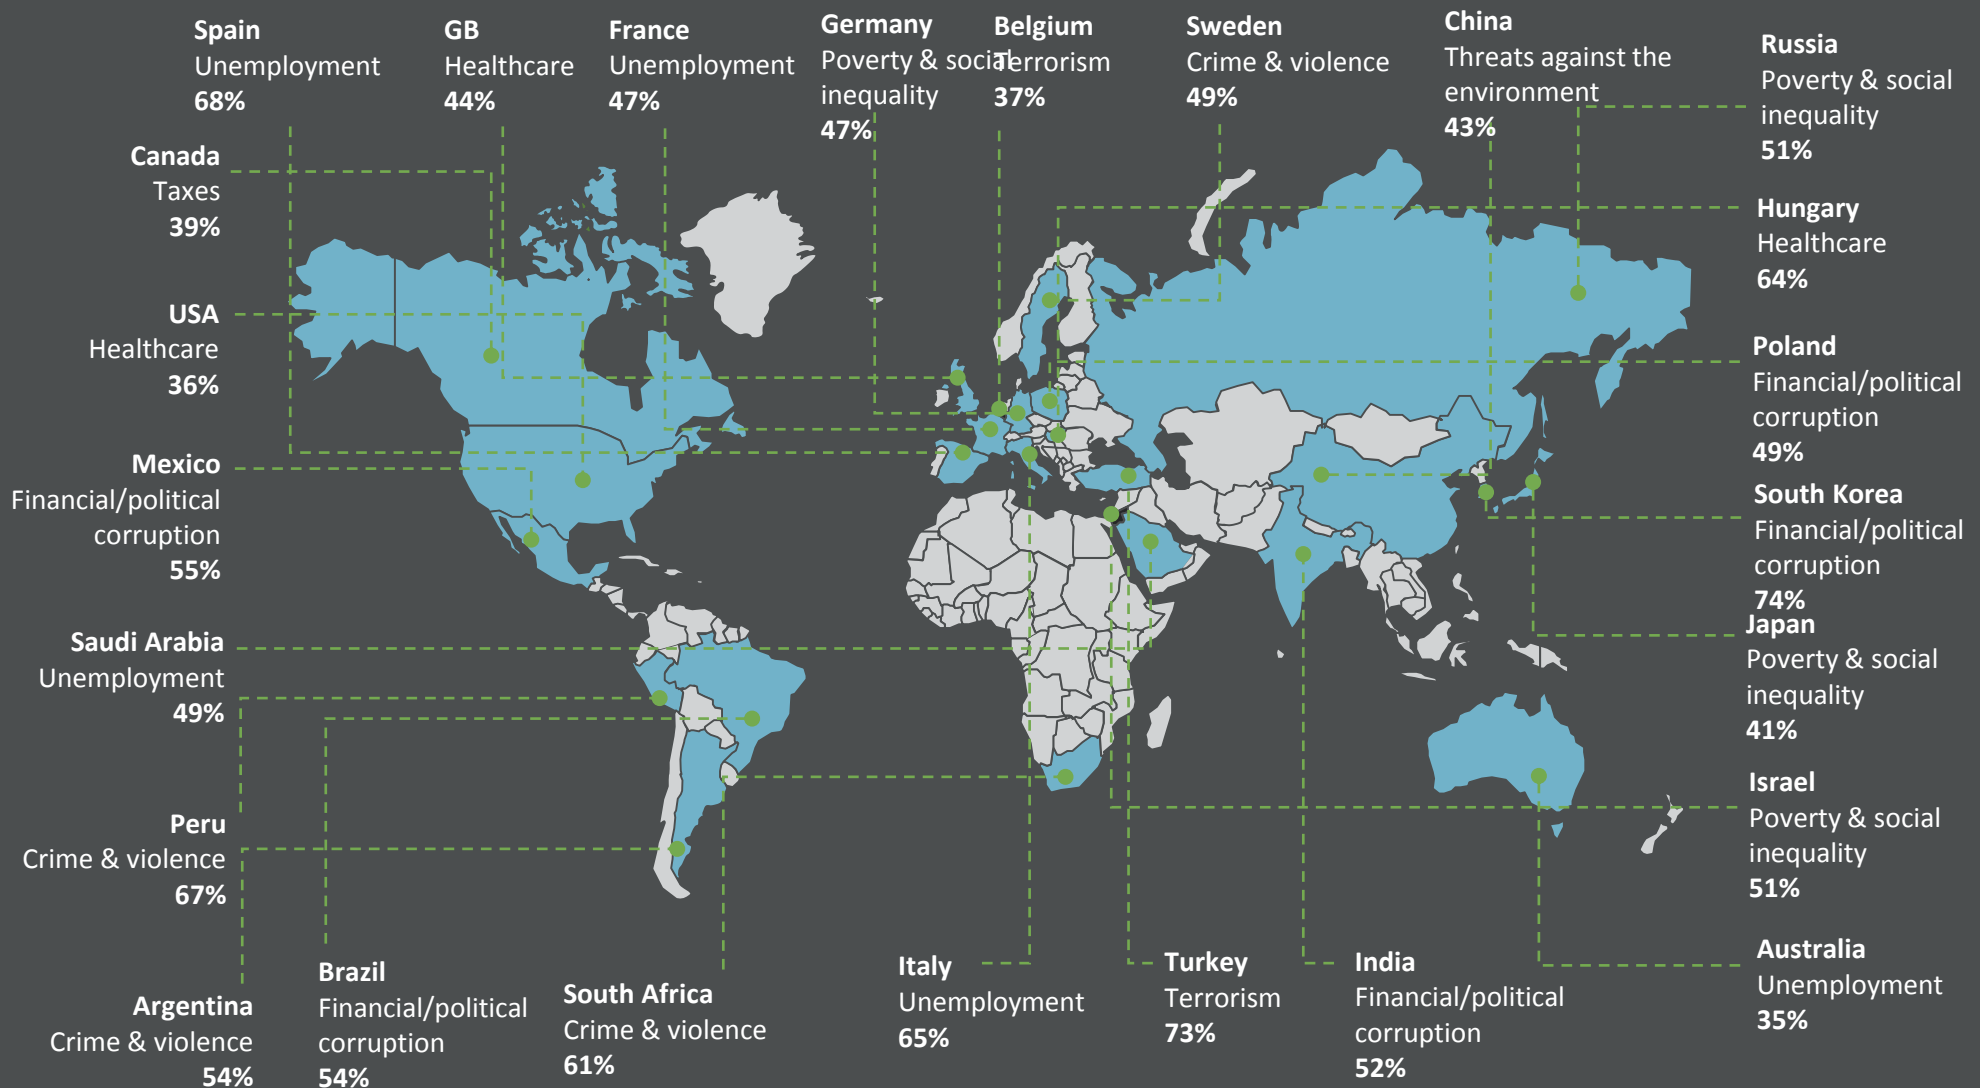 Spain
Unemployment
68%
GB
Healthcare
44%
France
Unemployment
47%
Germany
Poverty & social
inequality
47%
Belgium
Terrorism
37%
Sweden
Crime & violence
49%
China
Threats against the
environment
43%
Russia
Poverty & social
inequality
51%
Canada
Taxes
39%
Hungary
Healthcare
64%
USA
Healthcare
36%
Poland
Financial/political
corruption
49%
Mexico
Financial/political
corruption
55%
South Korea
Financial/political
corruption
74%
Saudi Arabia
Unemployment
49%
Japan
Poverty & social
inequality
41%
Peru
Crime & violence
67%
Israel
Poverty & social
inequality
51%
Argentina
Crime & violence
54%
Brazil
Financial/political
corruption
54%
South Africa
Crime & violence
61%
Italy
Unemployment
65%
Turkey
Terrorism
73%
India
Financial/political
corruption
52%
Australia
Unemployment
35%